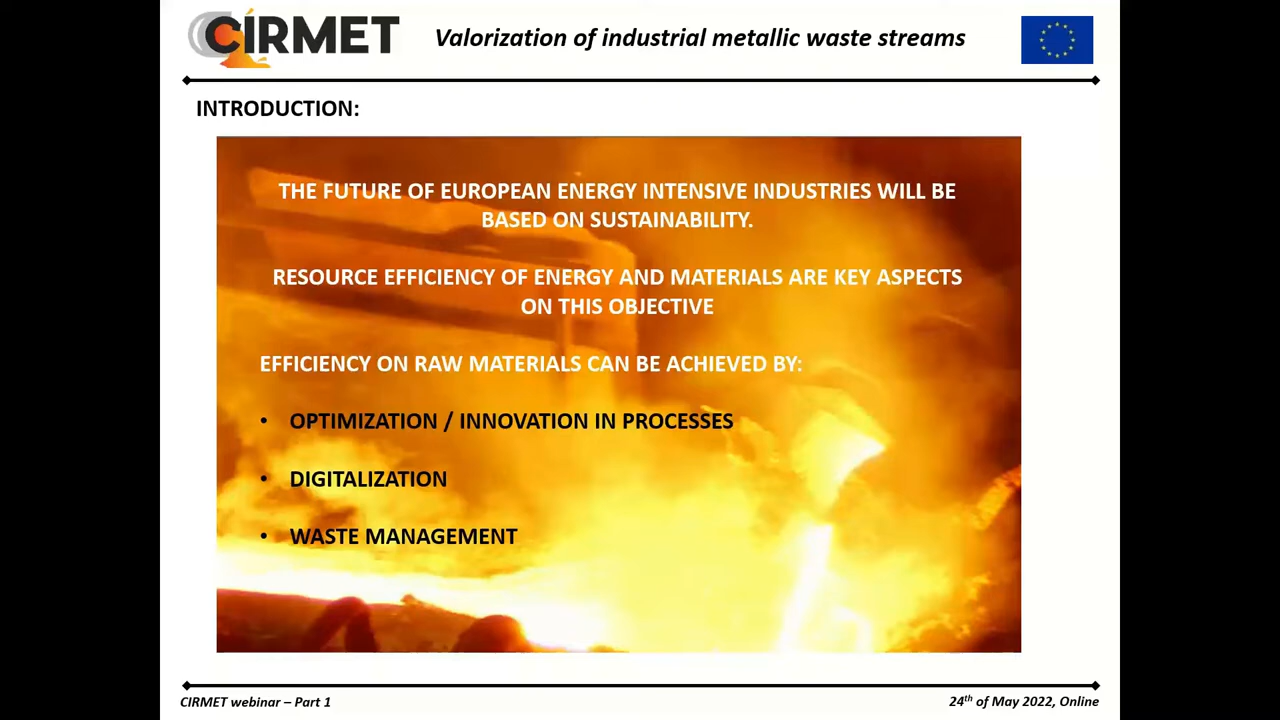 CIRMET
Valorization of industrial metallic waste streams
INTRODUCTION:
THE FUTURE OF EUROPEAN ENERGY INTENSIVE INDUSTRIES WILL BE
BASED ON SUSTAINABILITY.
RESOURCE EFFICIENCY OF ENERGY AND MATERIALS ARE KEY ASPECTS
ON THIS OBJECTIVE
EFFICIENCY ON RAW MATERIALS CAN BE ACHIEVED BY:
• OPTIMIZATION / INNOVATION IN PROCESSES
• DIGITALIZATION
• WASTE MANAGEMENT
CIRMET webinar – Part 1
24th of May 2022, Online